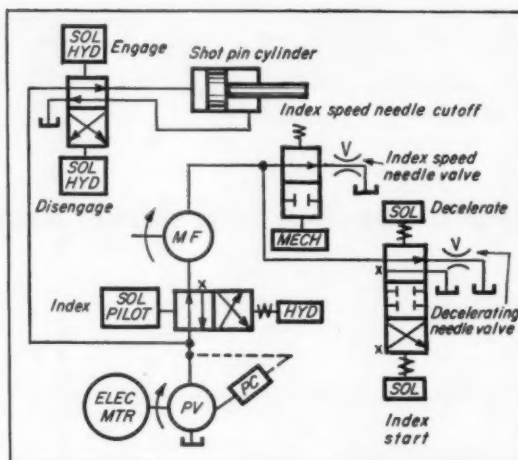 SOL
HYD
Engage
Shot pin cylinder
Index speed needle cutoff
V
Index speed
needle valve
SOL
HYD
Disengage
MECH
SOL
Decelerate
MF
V
x
x
Index
SOL
PILOT
x
HYD
Decelerating
needle valve
PC
ELEC
MTR
PV
SOL
Index
start